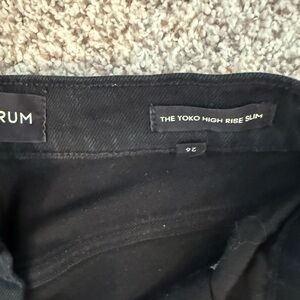 RUM
THE YOKO HIGH RISE SLIM
26